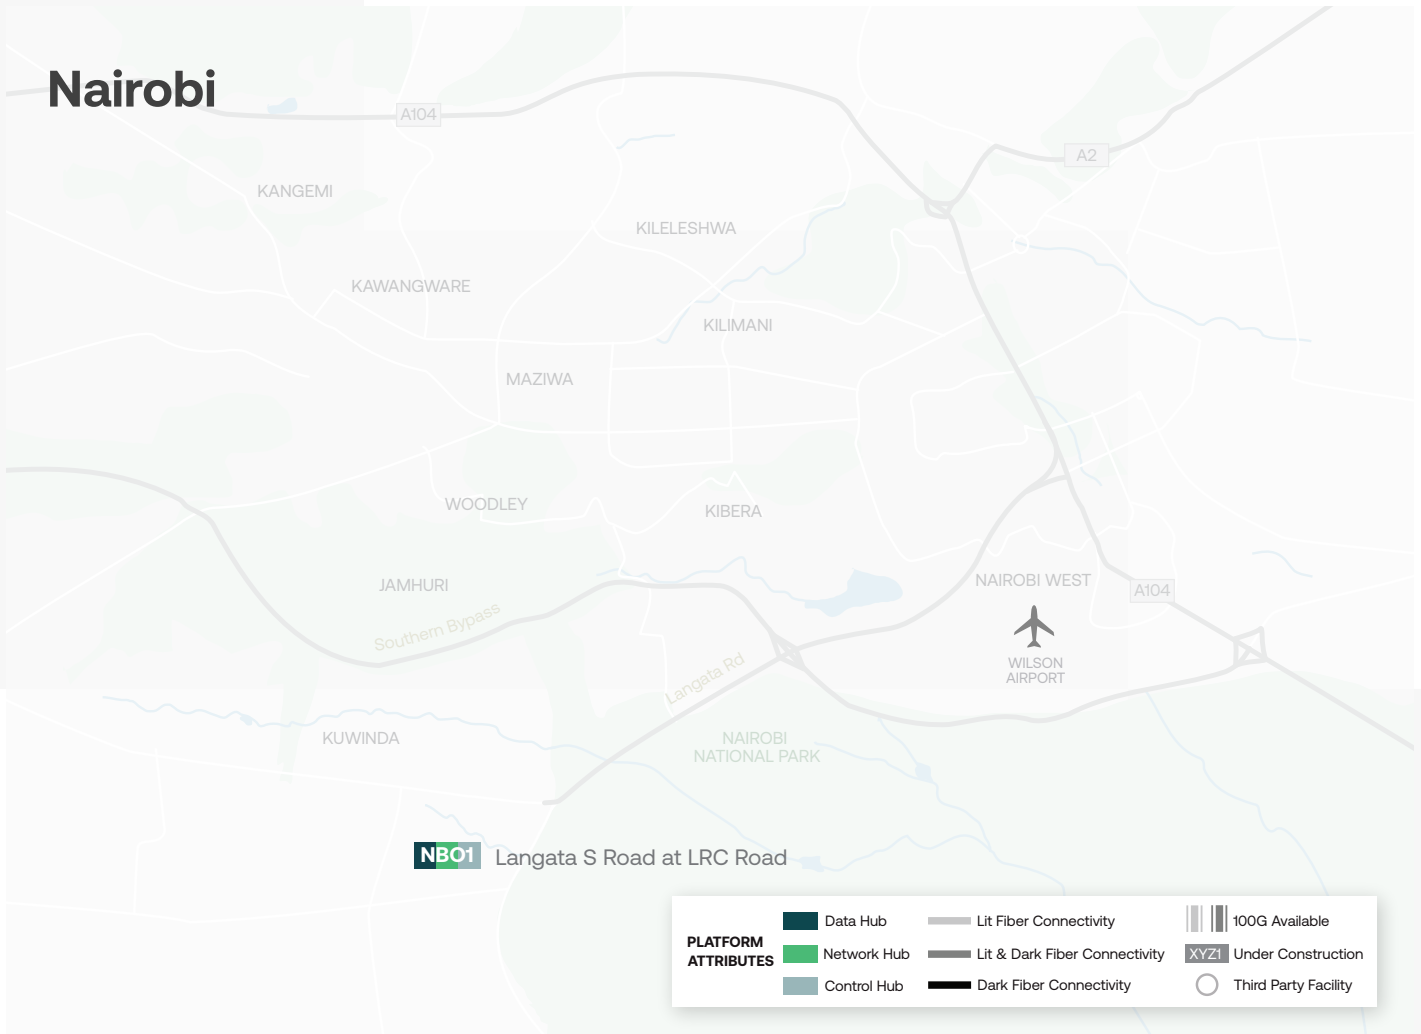 Nairobi
A104
A2
KANGEMI
KILELESHWA
KAWANGWARE
KILIMANI
MAZIWA
WOODLEY
KIBERA
JAMHURI
NAIROBI WEST
A104
Southern Bypass
WILSON
AIRPORT
Langata Rd
KUWINDA
NAIROBI
NATIONAL PARK
NBO1 Langata S Road at LRC Road
PLATFORM
ATTRIBUTES
Data Hub
Network Hub
Control Hub
Lit Fiber Connectivity
Lit & Dark Fiber Connectivity
Dark Fiber Connectivity
100G Available
XYZ1 Under Construction
Third Party Facility